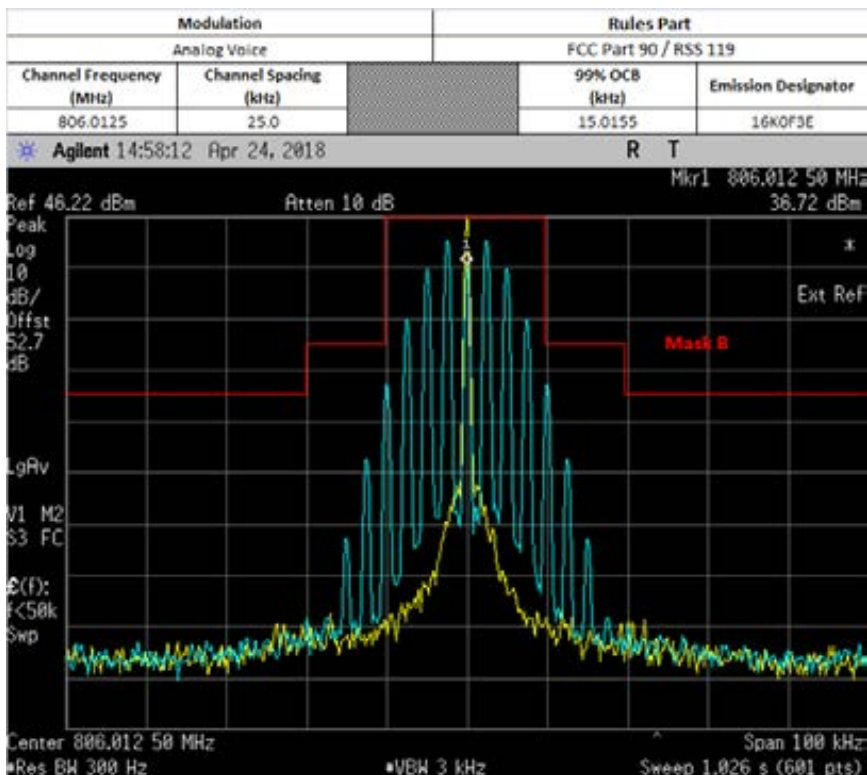 Modulation Rules Part
Analog Voice FCC Part 90 / RSS 119
Channel Frequency (MHz) Channel Spacing (kHz) 99% OCB (kHz) Emission Designator
806.0125 25.0 15.0155 16K0F3E
Agilent 14:58:12 Apr 24, 2018 R T
Mkr1 806.012 50 MHz
Ref 46.22 dBm Atten 10 dB 36.72 dBm
Peak
Log
10
dB/
Offst
52.7
dB
1
*
Ext Ref
Mask B
LgAv
V1 M2
S3 FC
£(f):
f<50k
Swp
Center 806.012 50 MHz Span 100 kHz
#Res BW 300 Hz #VBW 3 kHz Sweep 1.026 s (601 pts)